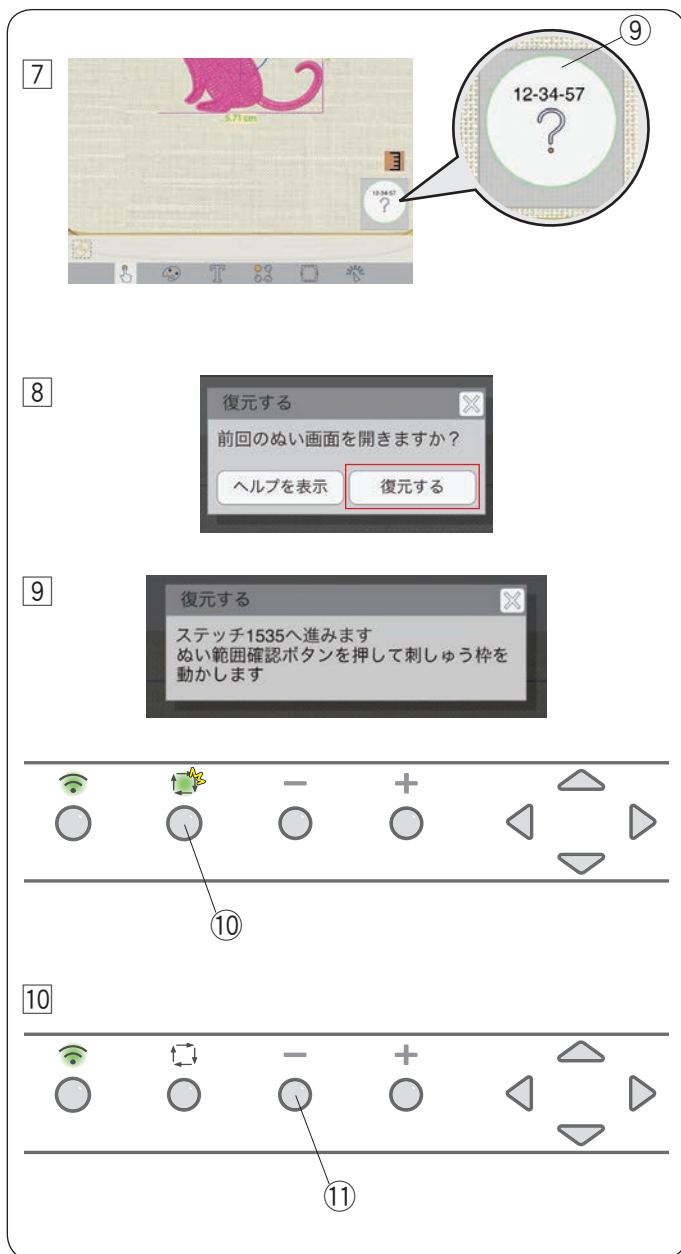 7
5.71 cm
12-34-57
?
⑨
12-34-57
?
8
復元する
前回のぬい画面を開きますか？
ヘルプを表示
復元する
9
復元する
ステッチ1535へ進みます
ぬい範囲確認ボタンを押して刺しゅう枠を
動かします
⑩
10
⑪